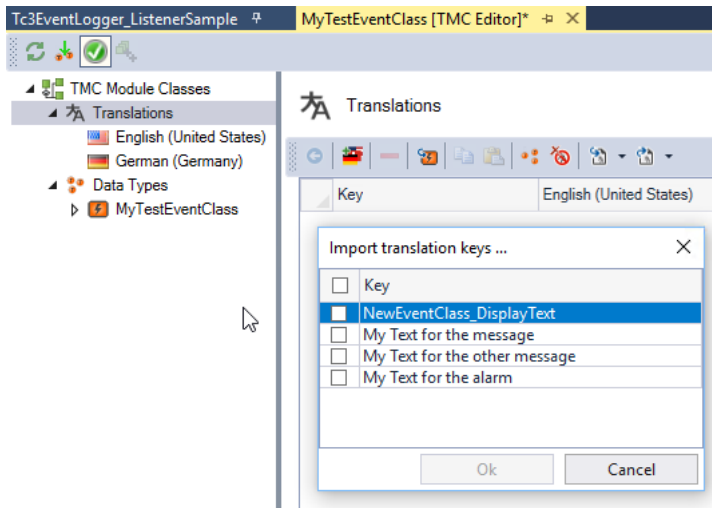 Tc3EventLogger_ListenerSample
MyTestEventClass [TMC Editor]*
TMC Module Classes
Translations
English (United States)
German (Germany)
Data Types
MyTestEventClass
Translations
Key
English (United States)
Import translation keys ...
Key
NewEventClass_DisplayText
My Text for the message
My Text for the other message
My Text for the alarm
Ok
Cancel